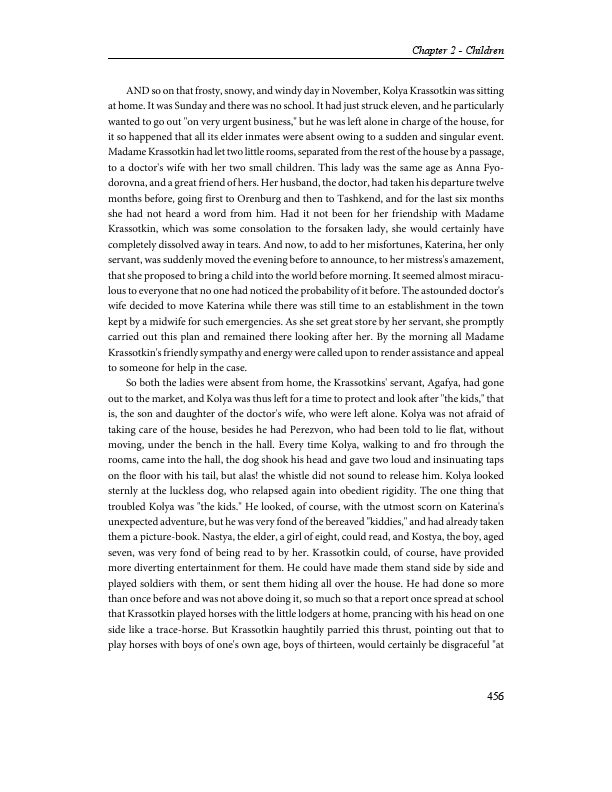 Chapter 2 - Children
AND so on that frosty, snowy, and windy day in November, Kolya Krassotkin was sitting
at home. It was Sunday and there was no school. It had just struck eleven, and he particularly
wanted to go out "on very urgent business," but he was left alone in charge of the house, for
it so happened that all its elder inmates were absent owing to a sudden and singular event.
Madame Krassotkin had let two little rooms, separated from the rest of the house by a passage,
to a doctor's wife with her two small children. This lady was the same age as Anna Fyo-
dorovna, and a great friend of hers. Her husband, the doctor, had taken his departure twelve
months before, going first to Orenburg and then to Tashkend, and for the last six months
she had not heard a word from him. Had it not been for her friendship with Madame
Krassotkin, which was some consolation to the forsaken lady, she would certainly have
completely dissolved away in tears. And now, to add to her misfortunes, Katerina, her only
servant, was suddenly moved the evening before to announce, to her mistress's amazement,
that she proposed to bring a child into the world before morning. It seemed almost miracu-
lous to everyone that no one had noticed the probability of it before. The astounded doctor's
wife decided to move Katerina while there was still time to an establishment in the town
kept by a midwife for such emergencies. As she set great store by her servant, she promptly
carried out this plan and remained there looking after her. By the morning all Madame
Krassotkin's friendly sympathy and energy were called upon to render assistance and appeal
to someone for help in the case.
So both the ladies were absent from home, the Krassotkins' servant, Agafya, had gone
out to the market, and Kolya was thus left for a time to protect and look after "the kids," that
is, the son and daughter of the doctor's wife, who were left alone. Kolya was not afraid of
taking care of the house, besides he had Perezvon, who had been told to lie flat, without
moving, under the bench in the hall. Every time Kolya, walking to and fro through the
rooms, came into the hall, the dog shook his head and gave two loud and insinuating taps
on the floor with his tail, but alas! the whistle did not sound to release him. Kolya looked
sternly at the luckless dog, who relapsed again into obedient rigidity. The one thing that
troubled Kolya was "the kids." He looked, of course, with the utmost scorn on Katerina's
unexpected adventure, but he was very fond of the bereaved "kiddies," and had already taken
them a picture-book. Nastya, the elder, a girl of eight, could read, and Kostya, the boy, aged
seven, was very fond of being read to by her. Krassotkin could, of course, have provided
more diverting entertainment for them. He could have made them stand side by side and
played soldiers with them, or sent them hiding all over the house. He had done so more
than once before and was not above doing it, so much so that a report once spread at school
that Krassotkin played horses with the little lodgers at home, prancing with his head on one
side like a trace-horse. But Krassotkin haughtily parried this thrust, pointing out that to
play horses with boys of one's own age, boys of thirteen, would certainly be disgraceful "at
456